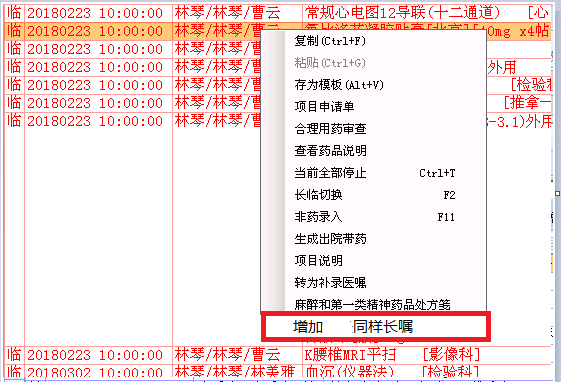 临 20180223 10:00:00 林琴/林琴/曹云 常规心电图12导联(十二通道) [心
临 20180223 10:00:00 林琴/林琴/曹 0mg x4帖
复制(Ctrl+F)
粘贴(Ctrl+G)
临 20180223 10:00:00 林琴/林琴/曹 外用
存为模板(Alt+V)
临 20180223 10:00:00 林琴/林琴/曹 [检验科
项目申请单
临 20180223 10:00:00 林琴/林琴/曹 [推拿一
合理用药审查
临 20180223 10:00:00 林琴/林琴/曹 -3.1)外用
查看药品说明
当前全部停止 Ctrl+T
长临切换 F2
非药录入 F11
生成出院带药
项目说明
转为补录医嘱
麻醉和第一类精神药品处方笺
增加 同样长嘱
临 20180223 10:00:00 林琴/林琴/曹云 K腰椎MRI平扫 [影像科]
临 20180302 10:00:00 林琴/林琴/林美雅 血沉(仪器法) [检验科]